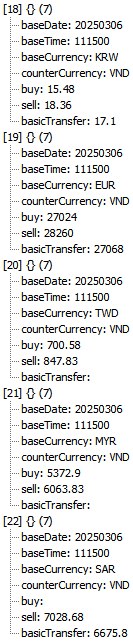 [18] {} (7)
baseDate: 20250306
baseTime: 111500
baseCurrency: KRW
counterCurrency: VND
buy: 15.48
sell: 18.36
basicTransfer: 17.1
[19] {} (7)
baseDate: 20250306
baseTime: 111500
baseCurrency: EUR
counterCurrency: VND
buy: 27024
sell: 28260
basicTransfer: 27068
[20] {} (7)
baseDate: 20250306
baseTime: 111500
baseCurrency: TWD
counterCurrency: VND
buy: 700.58
sell: 847.83
basicTransfer:
[21] {} (7)
baseDate: 20250306
baseTime: 111500
baseCurrency: MYR
counterCurrency: VND
buy: 5372.9
sell: 6063.83
basicTransfer:
[22] {} (7)
baseDate: 20250306
baseTime: 111500
baseCurrency: SAR
counterCurrency: VND
buy:
sell: 7028.68
basicTransfer: 6675.8